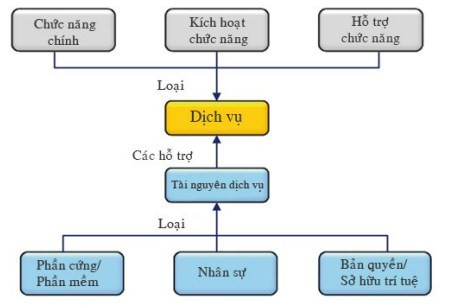 Chức năng
chính
Kích hoạt
chức năng
Hỗ trợ
chức năng
Loại
Dịch vụ
Các hỗ trợ
Tài nguyên dịch vụ
Loại
Phần cứng/
Phần mềm
Nhân sự
Bản quyền/
Sở hữu trí tuệ